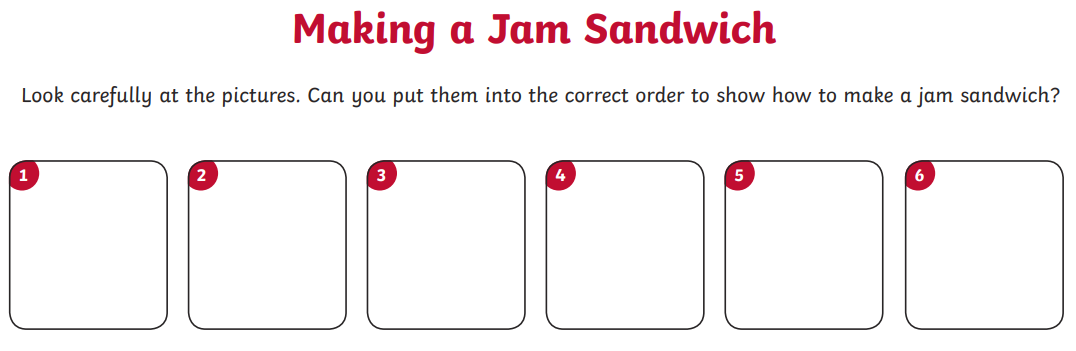 Making a Jam Sandwich
Look carefully at the pictures. Can you put them into the correct order to show how to make a jam sandwich?
1 2 3 4 5 6